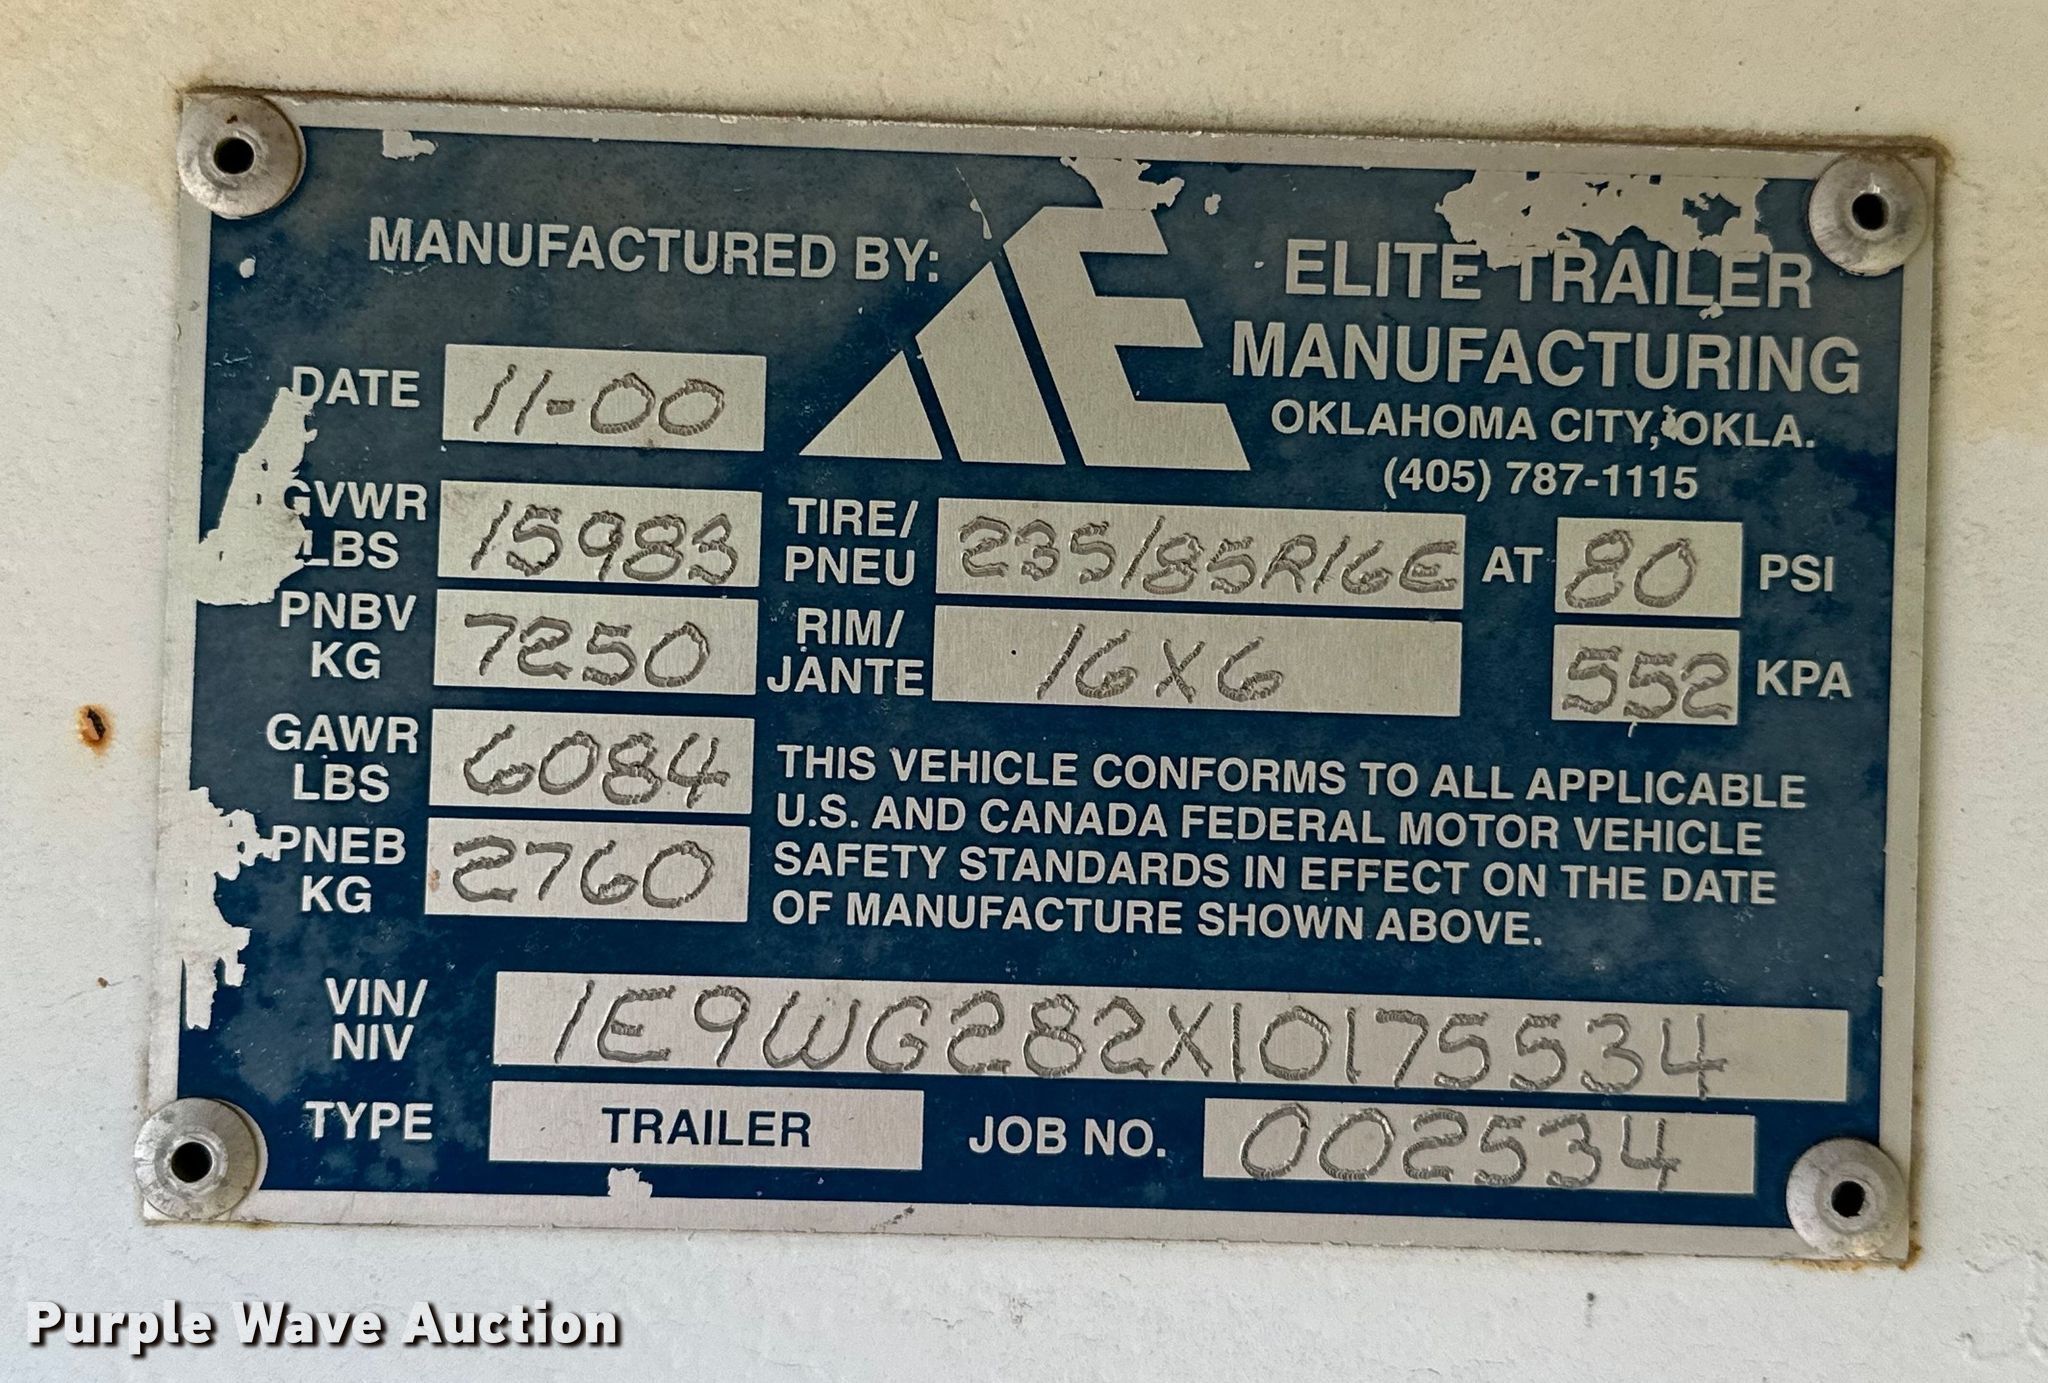 MANUFACTURED BY:
AE
ELITE TRAILER
MANUFACTURING
OKLAHOMA CITY, OKLA.
(405) 787-1115
DATE 11-00
GVWR LBS 15983
TIRE/PNEU 235/85R16E AT 80 PSI
PNBV KG 7250
RIM/JANTE 16X6 552 KPA
GAWR LBS 6084
PNEB KG 2760
THIS VEHICLE CONFORMS TO ALL APPLICABLE
U.S. AND CANADA FEDERAL MOTOR VEHICLE
SAFETY STANDARDS IN EFFECT ON THE DATE
OF MANUFACTURE SHOWN ABOVE.
VIN/NIV 1E9WG282X10175534
TYPE TRAILER JOB NO. 002534
Purple Wave Auction